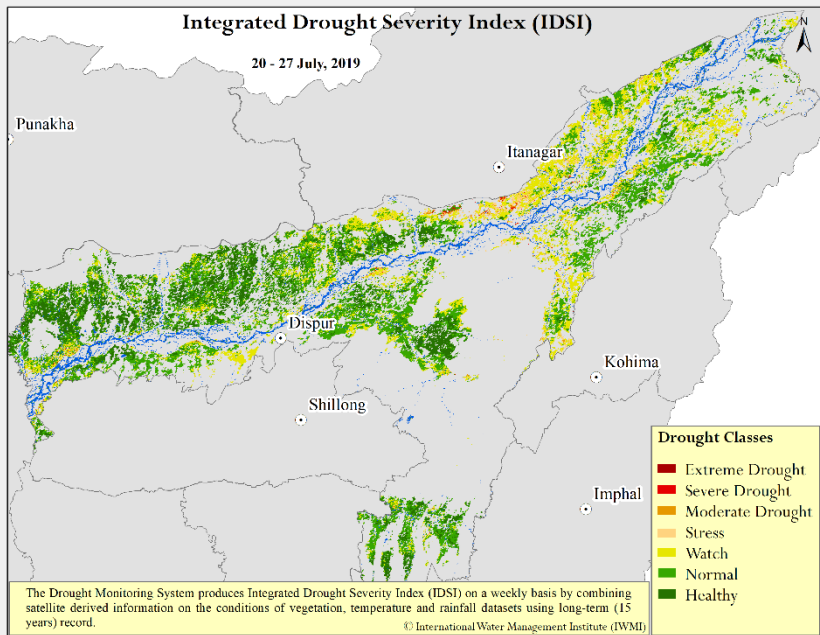 Integrated Drought Severity Index (IDSI)
20 - 27 July, 2019
N
Punakha
Itanagar
Dispur
Kohima
Shillong
Imphal
Drought Classes
Extreme Drought
Severe Drought
Moderate Drought
Stress
Watch
Normal
Healthy
The Drought Monitoring System produces Integrated Drought Severity Index (IDSI) on a weekly basis by combining
satellite derived information on the conditions of vegetation, temperature and rainfall datasets using long-term (15
years) record.
© International Water Management Institute (IWMI)